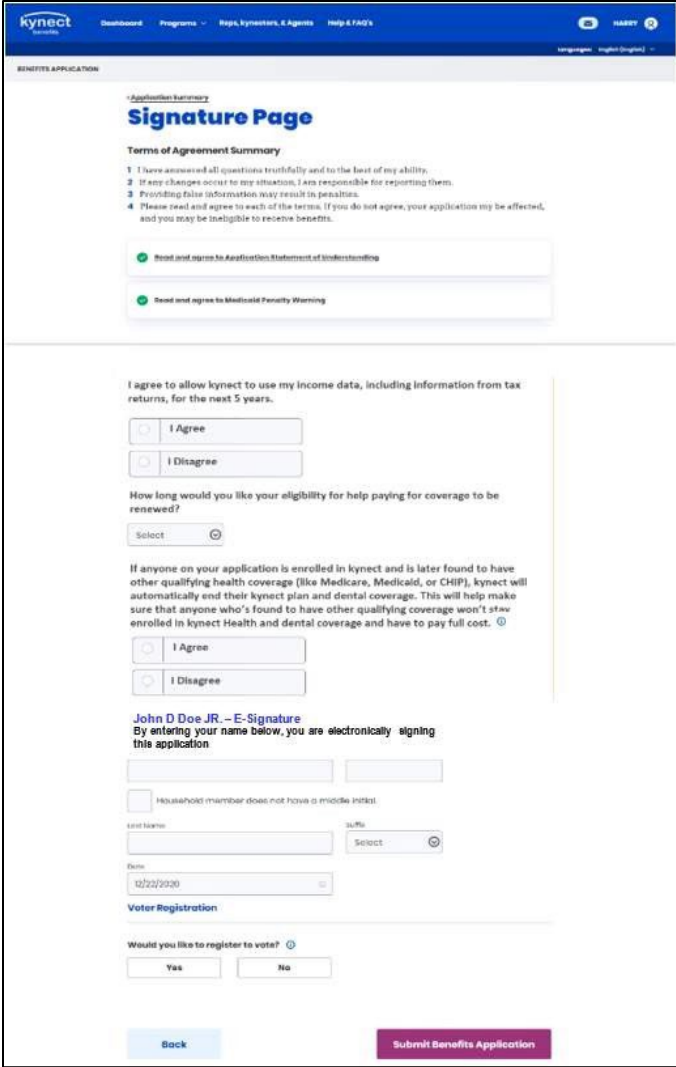 kynect
benefits
Dashboard Programs Reps, kynectors, & Agents Help & FAQ's HARRY
Languages: English (English)
BENEFITS APPLICATION
Application Summary
Signature Page
Terms of Agreement Summary
1 I have answered all questions truthfully and to the best of my ability.
2 If any changes occur to my situation, I am responsible for reporting them.
3 Providing false information may result in penalties.
4 Please read and agree to each of the terms. If you do not agree, your application my be affected,
and you may be ineligible to receive benefits.
Read and agree to Application Statement of Understanding
Read and agree to Medicaid Penalty Warning
I agree to allow kynect to use my income data, including information from tax
returns, for the next 5 years.
I Agree
I Disagree
How long would you like your eligibility for help paying for coverage to be
renewed?
Select
If anyone on your application is enrolled in kynect and is later found to have
other qualifying health coverage (like Medicare, Medicaid, or CHIP), kynect will
automatically end their kynect plan and dental coverage. This will help make
sure that anyone who's found to have other qualifying coverage won't stay
enrolled in kynect Health and dental coverage and have to pay full cost.
I Agree
I Disagree
John D Doe JR. – E-Signature
By entering your name below, you are electronically signing
this application
Household member does not have a middle initial.
Last Name Suffix
Select
Date
12/22/2020
Voter Registration
Would you like to register to vote?
Yes No
Back Submit Benefits Application